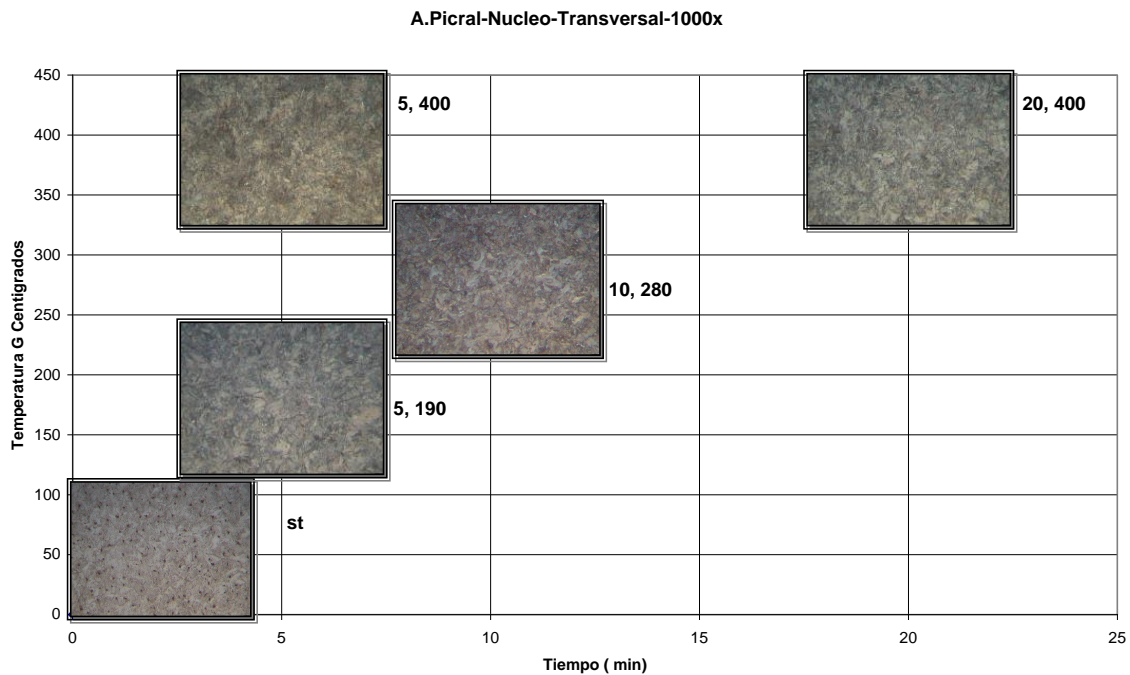 A.Picral-Nucleo-Transversal-1000x
450
400
350
300
250
200
150
100
50
0
Temperatura G Centigrados
5, 400
20, 400
10, 280
5, 190
st
0 5 10 15 20 25
Tiempo ( min)